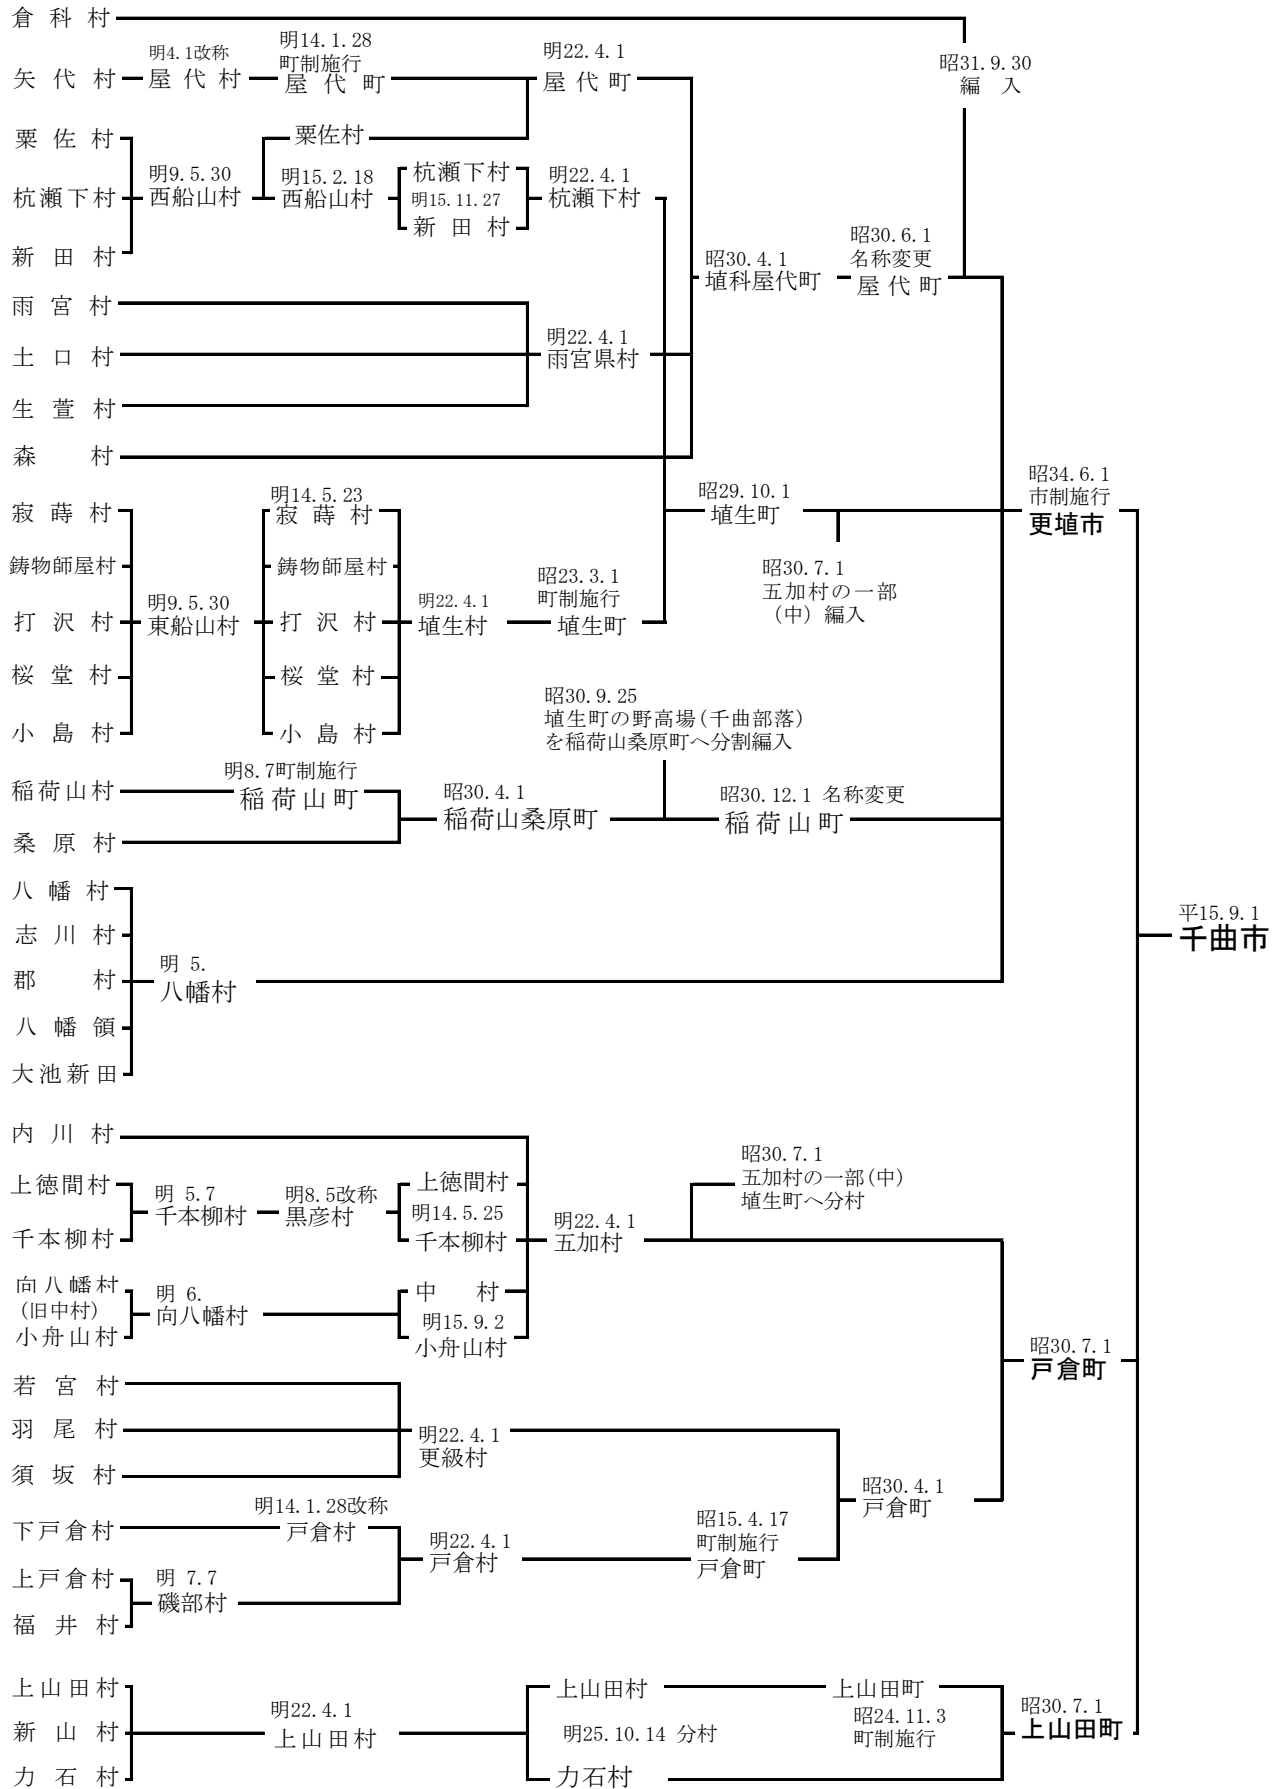 倉科村
昭31.9.30
編入
矢代村
明4.1改称
屋代村
明14.1.28
町制施行
屋代町
明22.4.1
屋代町
粟佐村
粟佐村
杭瀬下村
明9.5.30
西船山村
明15.2.18
西船山村
杭瀬下村
明15.11.27
新田村
明22.4.1
杭瀬下村
新田村
昭30.4.1
埴科屋代町
昭30.6.1
名称変更
屋代町
雨宮村
土口村
明22.4.1
雨宮県村
生萱村
森村
寂蒔村
明14.5.23
寂蒔村
昭29.10.1
埴生町
昭34.6.1
市制施行
更埴市
鋳物師屋村
鋳物師屋村
昭30.7.1
五加村の一部
(中)編入
打沢村
明9.5.30
東船山村
打沢村
明22.4.1
埴生村
昭23.3.1
町制施行
埴生町
桜堂村
桜堂村
小島村
小島村
昭30.9.25
埴生町の野高場(千曲部落)
を稲荷山桑原町へ分割編入
稲荷山村
明8.7町制施行
稲荷山町
昭30.4.1
稲荷山桑原町
昭30.12.1 名称変更
稲荷山町
桑原村
八幡村
志川村
郡村
明 5.
八幡村
八幡領
大池新田
平15.9.1
千曲市
内川村
上徳間村
明 5.7
千本柳村
明8.5改称
黒彦村
上徳間村
明14.5.25
千本柳村
千本柳村
明22.4.1
五加村
昭30.7.1
五加村の一部(中)
埴生町へ分村
向八幡村
(旧中村)
小舟山村
明 6.
向八幡村
中村
明15.9.2
小舟山村
昭30.7.1
戸倉町
若宮村
羽尾村
明22.4.1
更級村
須坂村
昭30.4.1
戸倉町
下戸倉村
明14.1.28改称
戸倉村
明22.4.1
戸倉村
昭15.4.17
町制施行
戸倉町
上戸倉村
明 7.7
磯部村
福井村
上山田村
上山田村
上山田町
昭24.11.3
町制施行
新山村
明22.4.1
上山田村
明25.10.14 分村
昭30.7.1
上山田町
力石村
力石村